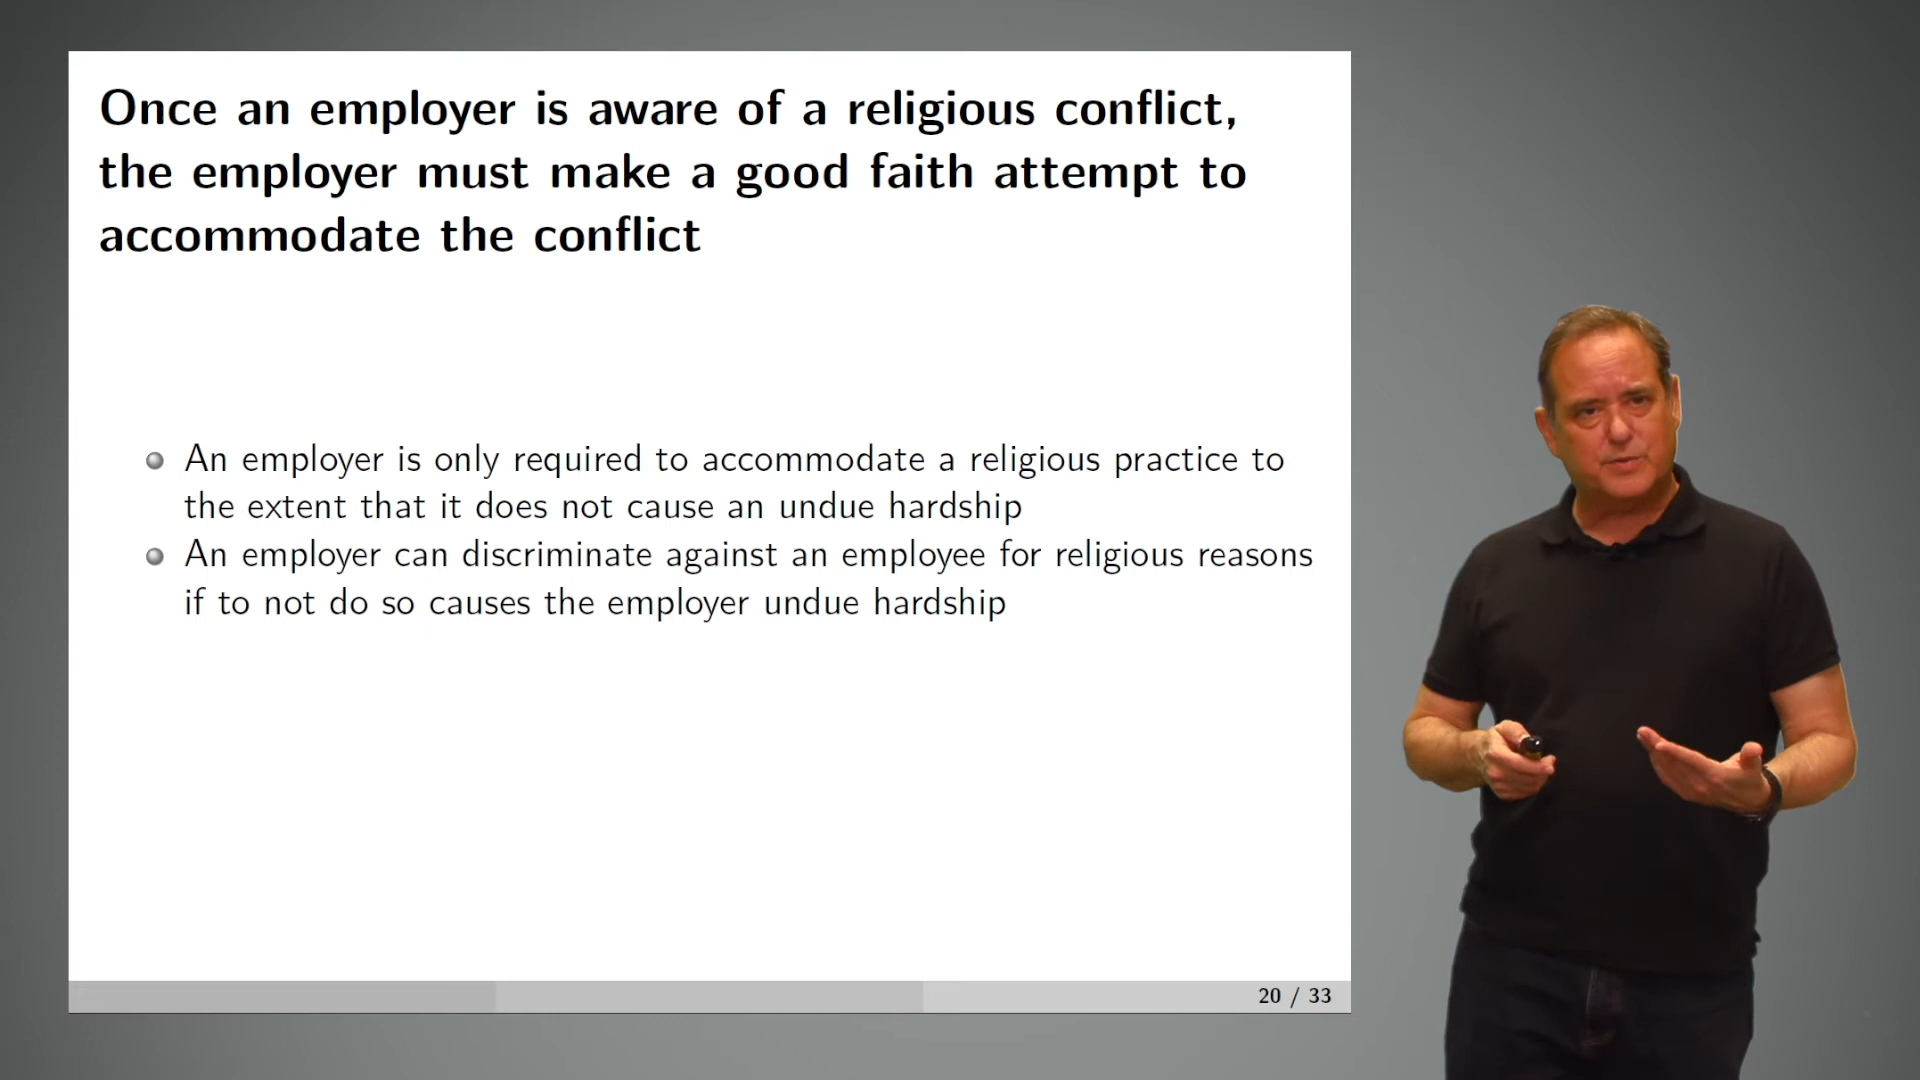 Once an employer is aware of a religious conflict,
the employer must make a good faith attempt to
accommodate the conflict
An employer is only required to accommodate a religious practice to
the extent that it does not cause an undue hardship
An employer can discriminate against an employee for religious reasons
if to not do so causes the employer undue hardship
20 / 33